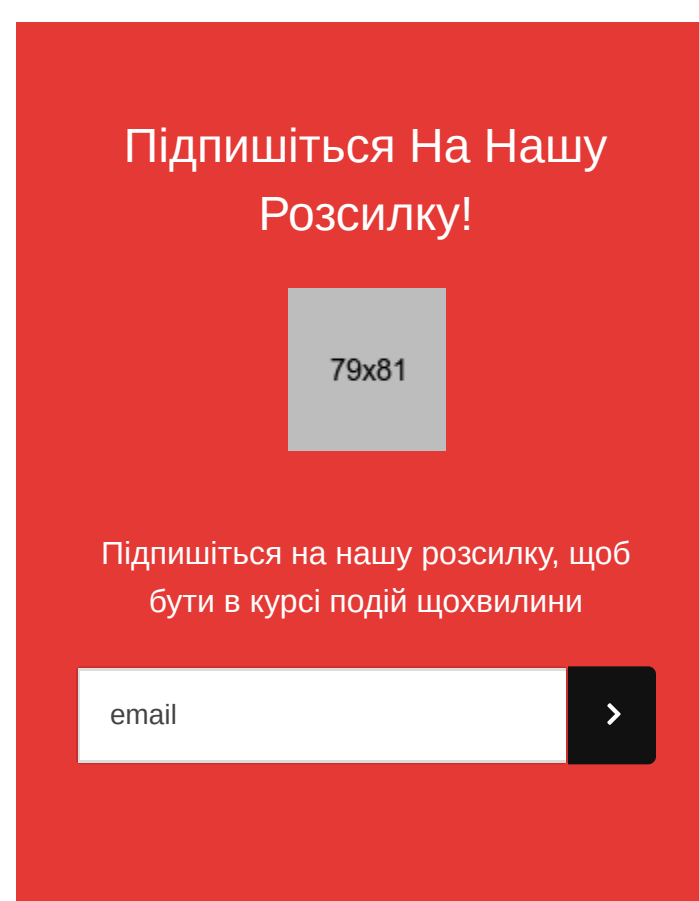 Підпишіться На Нашу
Розсилку!
79x81
Підпишіться на нашу розсилку, щоб
бути в курсі подій щохвилини
email